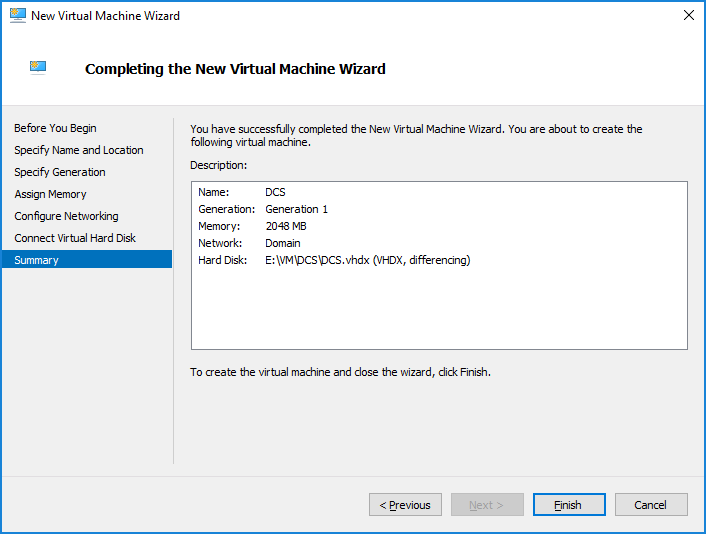 New Virtual Machine Wizard
Completing the New Virtual Machine Wizard
Before You Begin
Specify Name and Location
Specify Generation
Assign Memory
Configure Networking
Connect Virtual Hard Disk
Summary
You have successfully completed the New Virtual Machine Wizard. You are about to create the
following virtual machine.
Description:
Name: DCS
Generation: Generation 1
Memory: 2048 MB
Network: Domain
Hard Disk: E:\VM\DCS\DCS.vhdx (VHDX, differencing)
To create the virtual machine and close the wizard, click Finish.
< Previous Next > Finish Cancel